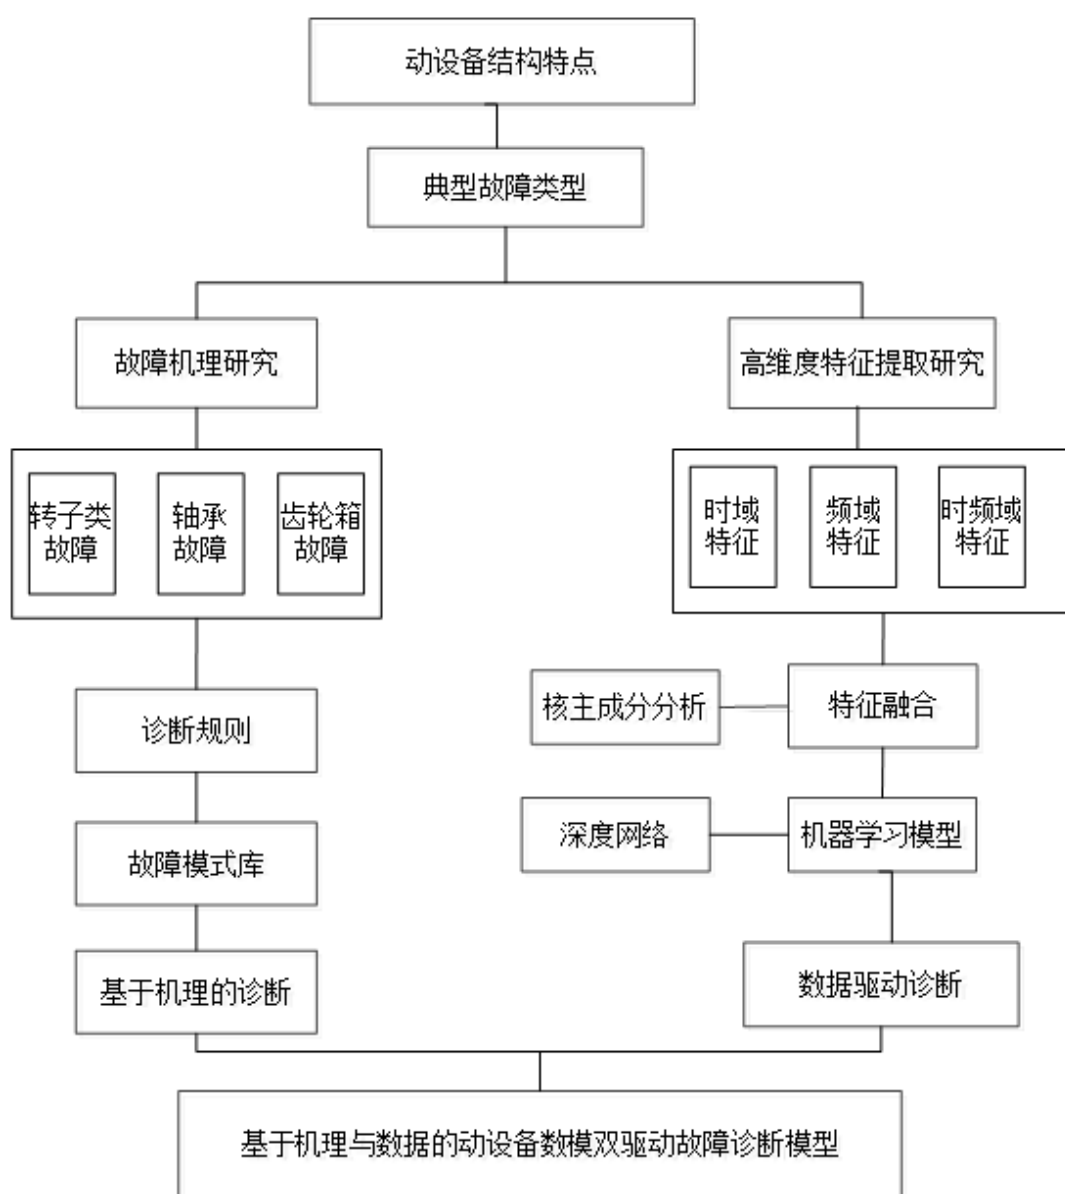 动设备结构特点
典型故障类型
故障机理研究
高维度特征提取研究
转子类
故障
轴承
故障
齿轮箱
故障
时域
特征
频域
特征
时频域
特征
诊断规则
核主成分分析
特征融合
故障模式库
深度网络
机器学习模型
基于机理的诊断
数据驱动诊断
基于机理与数据的动设备数模双驱动故障诊断模型